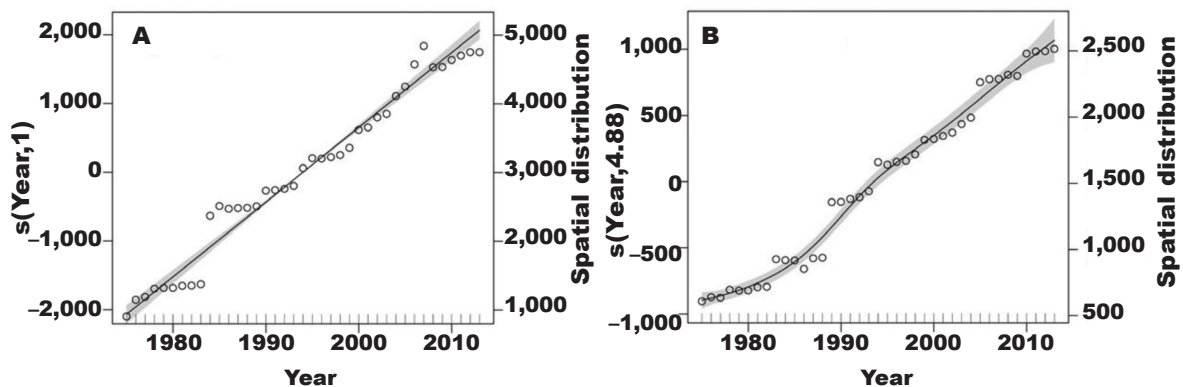 A
s(Year,1)
2,000
1,000
0
–1,000
–2,000
5,000
4,000
3,000
2,000
1,000
Spatial distribution
1980 1990 2000 2010
Year
B
s(Year,4.88)
1,000
500
0
–500
–1,000
2,500
2,000
1,500
1,000
500
Spatial distribution
1980 1990 2000 2010
Year